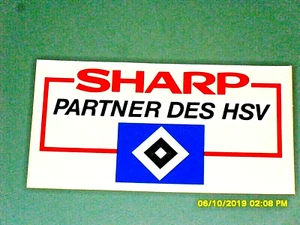 SHARP
PARTNER DES HSV
06/10/2019 02:08 PM